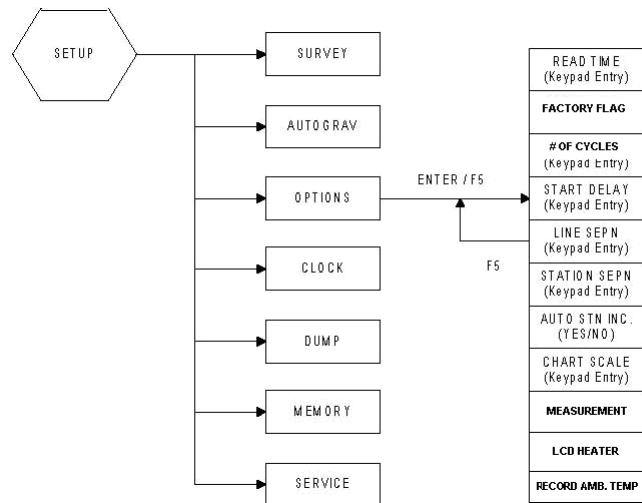 SETUP
SURVEY
AUTOGRAV
OPTIONS
CLOCK
DUMP
MEMORY
SERVICE
ENTER / F5
F5
READ TIME
(Keypad Entry)
FACTORY FLAG
# OF CYCLES
(Keypad Entry)
START DELAY
(Keypad Entry)
LINE SEPN
(Keypad Entry)
STATION SEPN
(Keypad Entry)
AUTO STN INC.
(YES/NO)
CHART SCALE
(Keypad Entry)
MEASUREMENT
LCD HEATER
RECORD AMB. TEMP